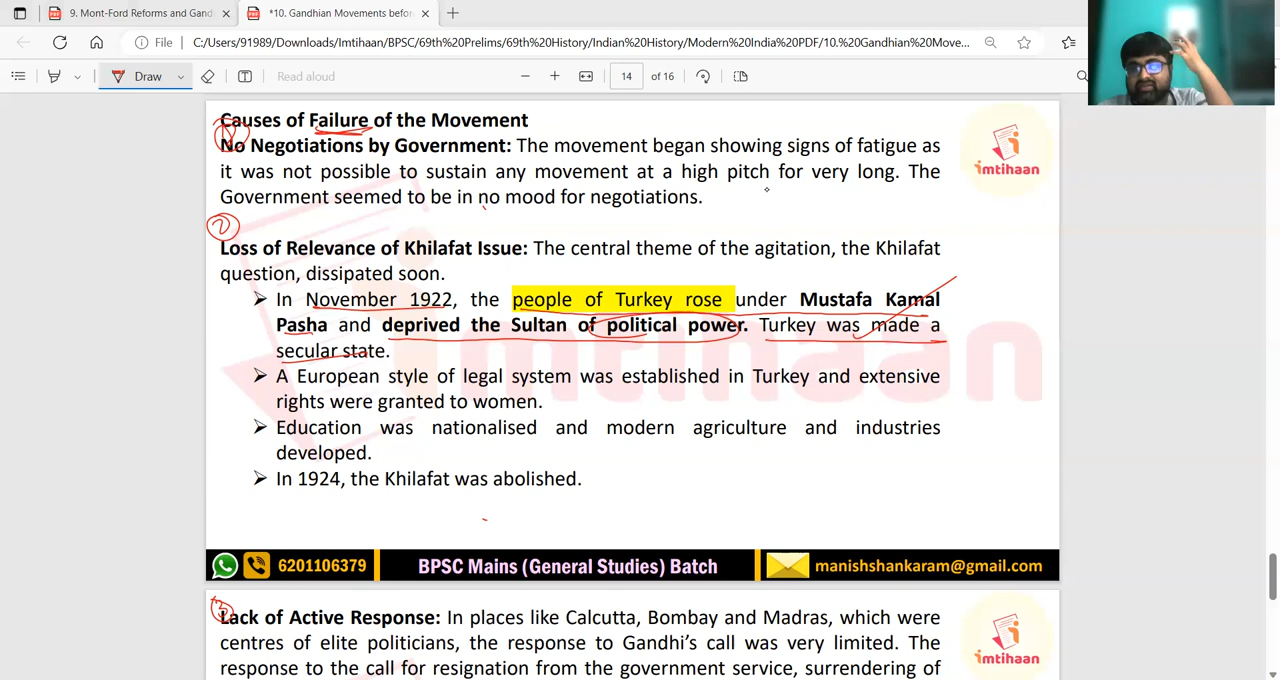 9. Mont-Ford Reforms and Gand
*10. Gandhian Movements befor
File
C:/Users/91989/Downloads/Imtihaan/BPSC/69th%20Prelims/69th%20History/Indian%20History/Modern%20India%20PDF/10.%20Gandhian%20Move...
Draw
Read aloud
14 of 16
Causes of Failure of the Movement
1
No Negotiations by Government: The movement began showing signs of fatigue as
it was not possible to sustain any movement at a high pitch for very long. The
Government seemed to be in no mood for negotiations.
2
Loss of Relevance of Khilafat Issue: The central theme of the agitation, the Khilafat
question, dissipated soon.
➢ In November 1922, the people of Turkey rose under Mustafa Kamal
Pasha and deprived the Sultan of political power. Turkey was made a
secular state.
➢ A European style of legal system was established in Turkey and extensive
rights were granted to women.
➢ Education was nationalised and modern agriculture and industries
developed.
➢ In 1924, the Khilafat was abolished.
imtihaan
imtihaan
6201106379
BPSC Mains (General Studies) Batch
manishshankaram@gmail.com
3
Lack of Active Response: In places like Calcutta, Bombay and Madras, which were
centres of elite politicians, the response to Gandhi's call was very limited. The
response to the call for resignation from the government service, surrendering of
imtihaan